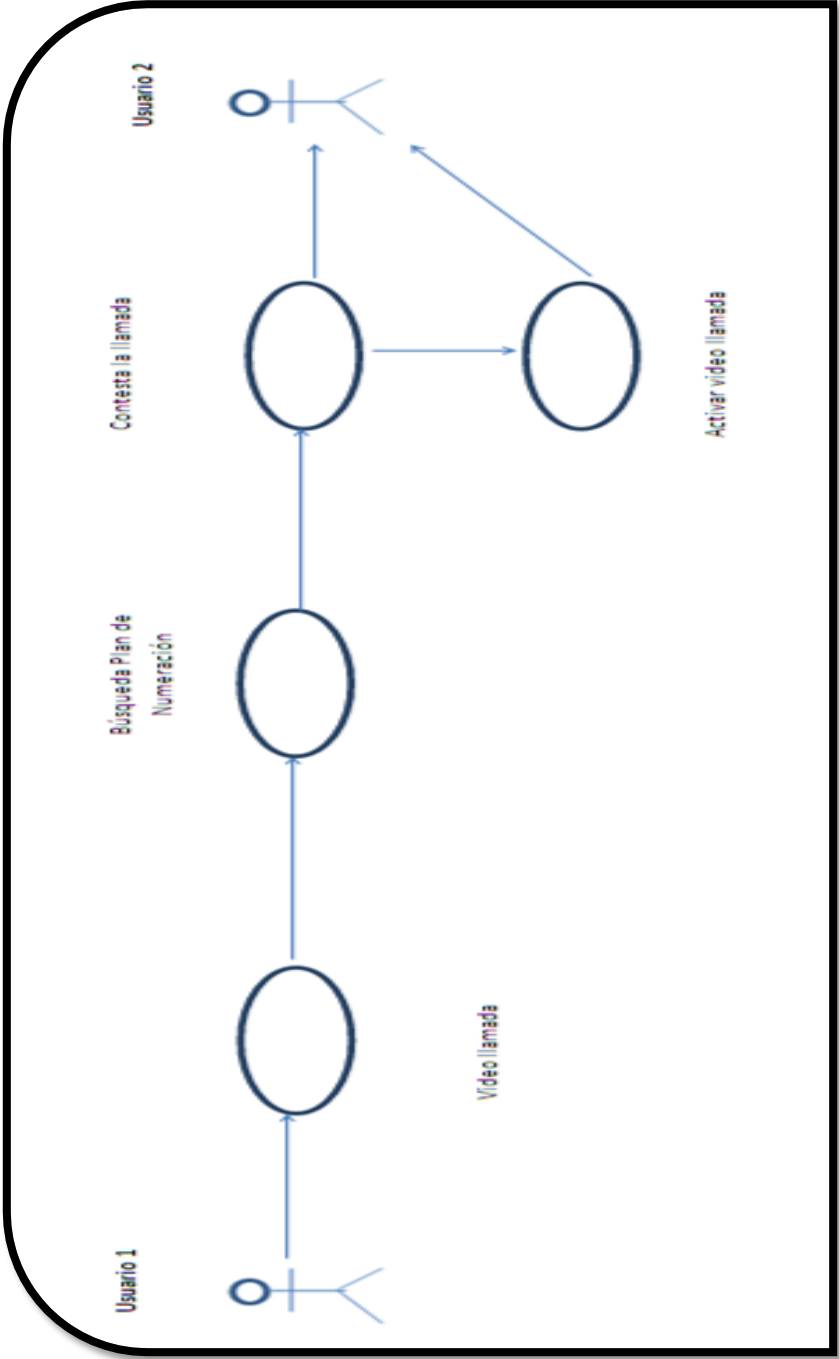 Usuario 1
Video llamada
Búsqueda Plan de
Numeración
Contesta la llamada
Activar video llamada
Usuario 2